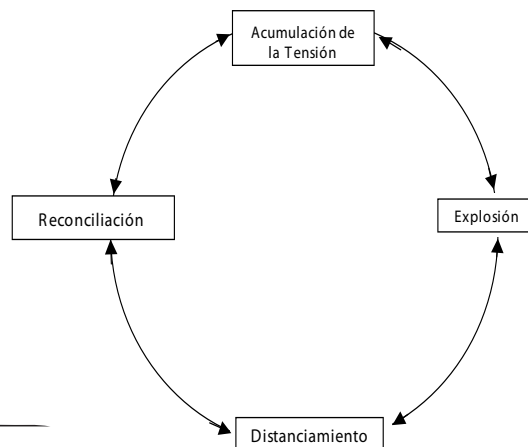 Acumulación de
la Tensión
Reconciliación
Explosión
Distanciamiento